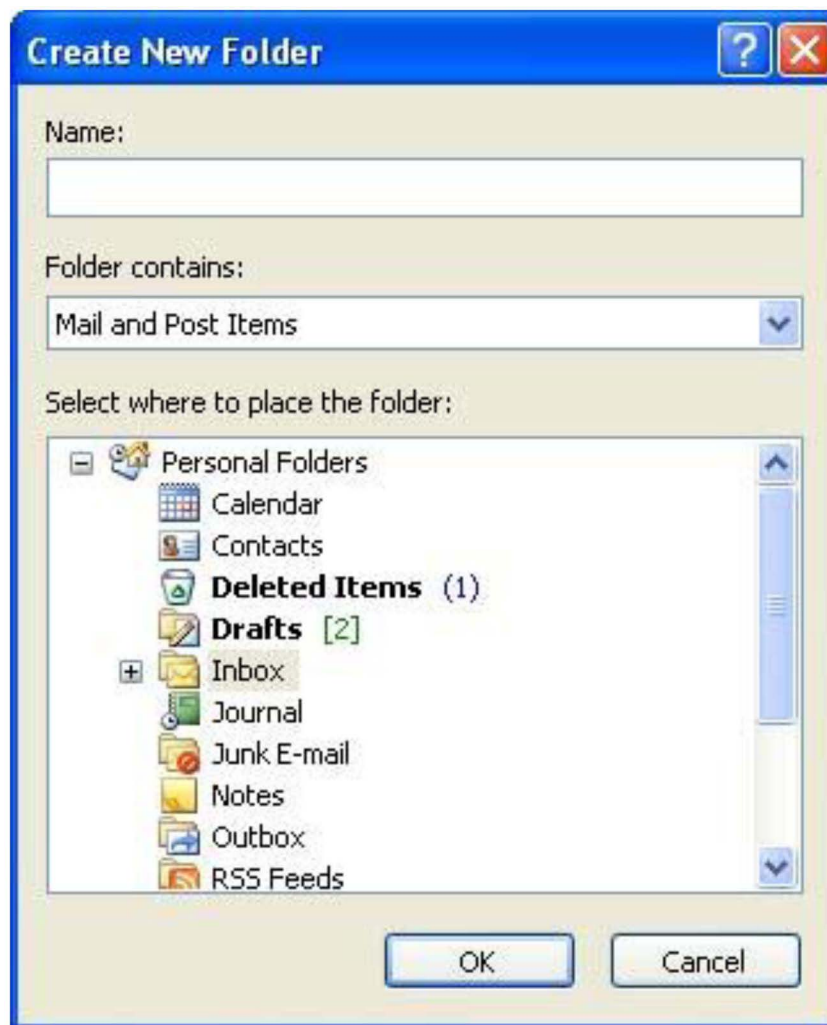 Create New Folder
?
Name:
Folder contains:
Mail and Post Items
Select where to place the folder:
Personal Folders
Calendar
Contacts
Deleted Items (1)
Drafts [2]
Inbox
Journal
Junk E-mail
Notes
Outbox
RSS Feeds
OK Cancel